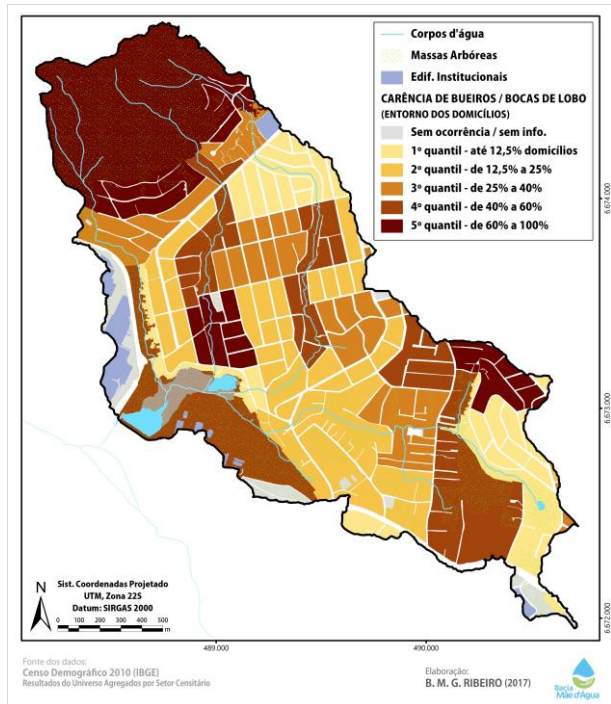 Corpos d'água
Massas Arbóreas
Edif. Institucionais
CARÊNCIA DE BUEIROS / BOCAS DE LOBO
(ENTORNO DOS DOMICÍLIOS)
Sem ocorrência / sem info.
1º quantil - até 12,5% domicílios
2º quantil - de 12,5% a 25%
3º quantil - de 25% a 40%
4º quantil - de 40% a 60%
5º quantil - de 60% a 100%
6.674.000
6.673.000
6.672.000
N
Sist. Coordenadas Projetado
UTM, Zona 22S
Datum: SIRGAS 2000
0 100 200 300 400 500
m
489.000
490.000
Fonte dos dados:
Censo Demográfico 2010 (IBGE)
Resultados do Universo Agregados por Setor Censitário
Elaboração:
B. M. G. RIBEIRO (2017)
Bacia
Mãe d'Água